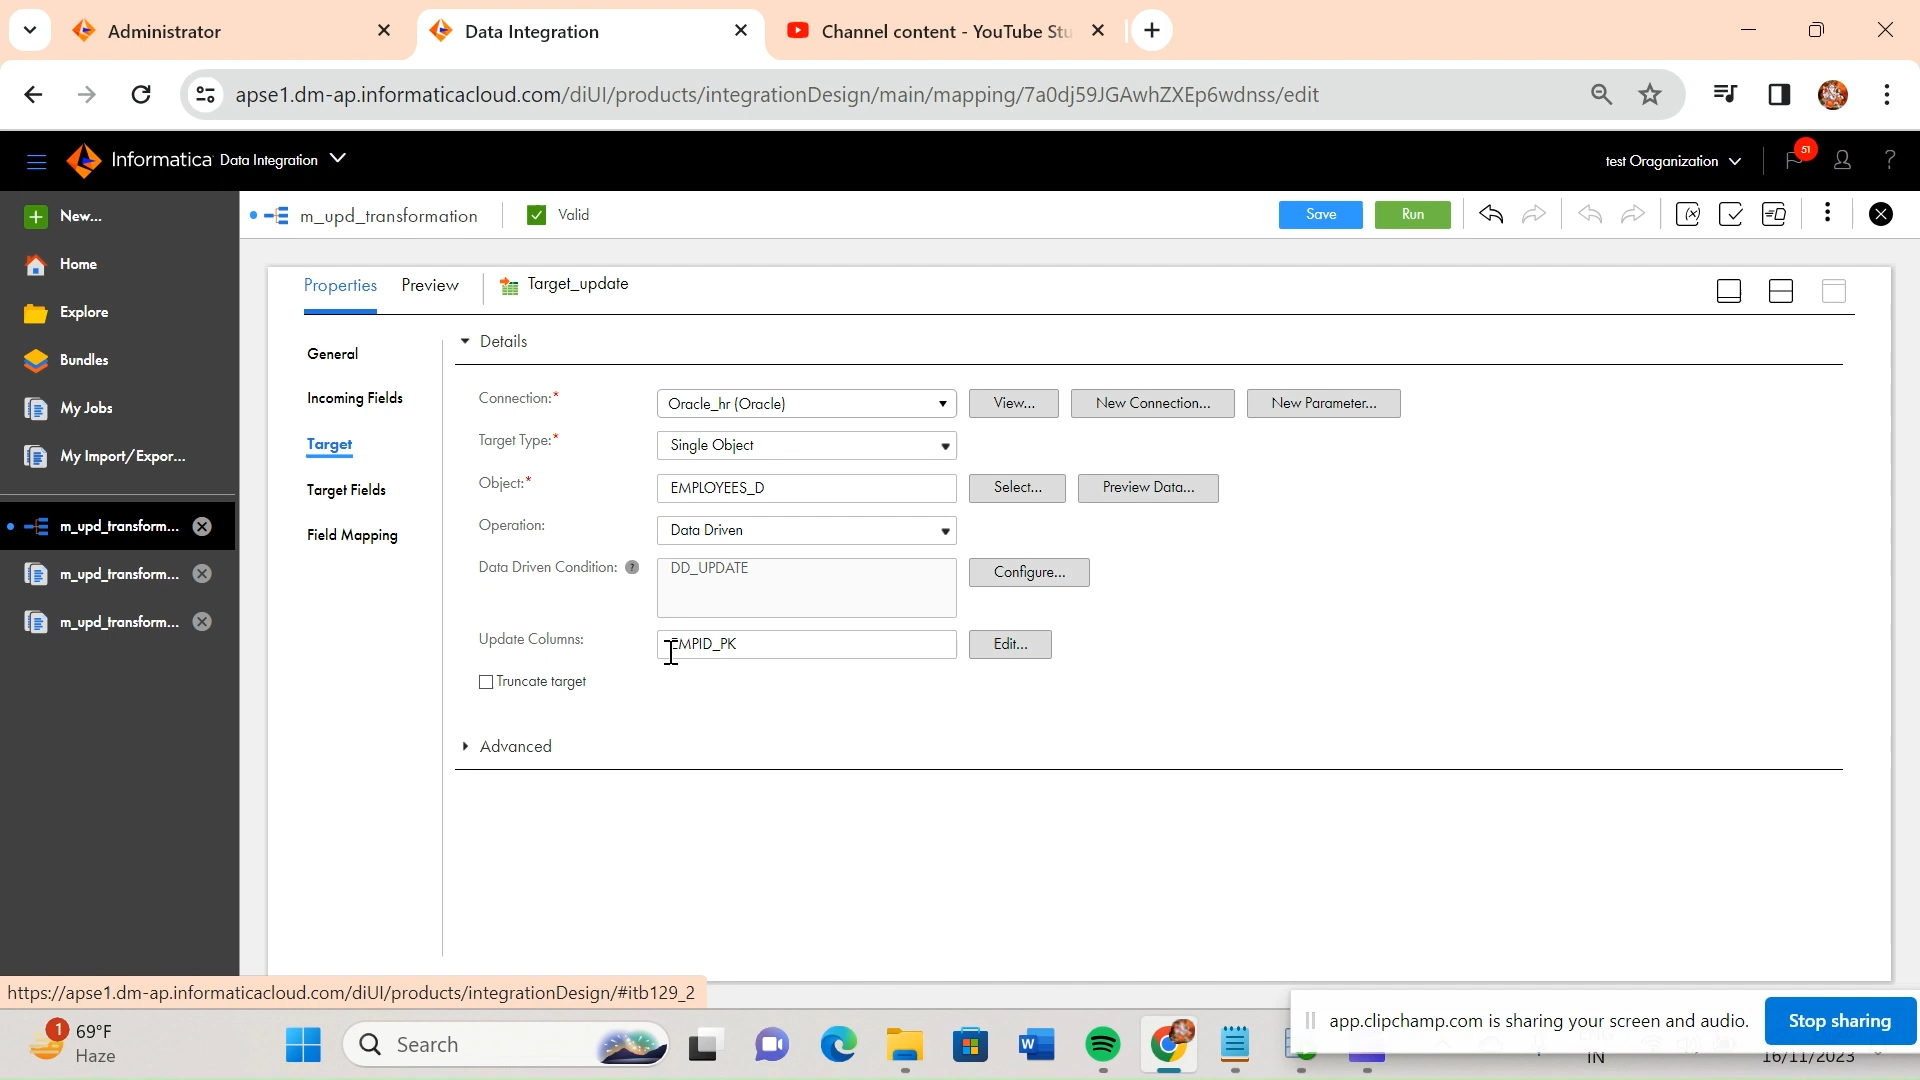 Administrator
Data Integration
Channel content - YouTube Stu
apse1.dm-ap.informaticacloud.com/diUI/products/integrationDesign/main/mapping/7a0dj59JGAwhZXEp6wdnss/edit
Informatica Data Integration
test Oraganization
51
?
New...
m_upd_transformation
Valid
Save
Run
Home
Explore
Bundles
My Jobs
My Import/Expor...
m_upd_transform...
m_upd_transform...
m_upd_transform...
Properties
Preview
Target_update
General
Incoming Fields
Target
Target Fields
Field Mapping
Details
Connection:*
Oracle_hr (Oracle)
View...
New Connection...
New Parameter...
Target Type:*
Single Object
Object:*
EMPLOYEES_D
Select...
Preview Data...
Operation:
Data Driven
Data Driven Condition: ?
DD_UPDATE
Configure...
Update Columns:
EMPID_PK
Edit...
Truncate target
Advanced
https://apse1.dm-ap.informaticacloud.com/diUI/products/integrationDesign/#itb129_2
1
69°F
Haze
Search
app.clipchamp.com is sharing your screen and audio.
Stop sharing
IN
16/11/2023